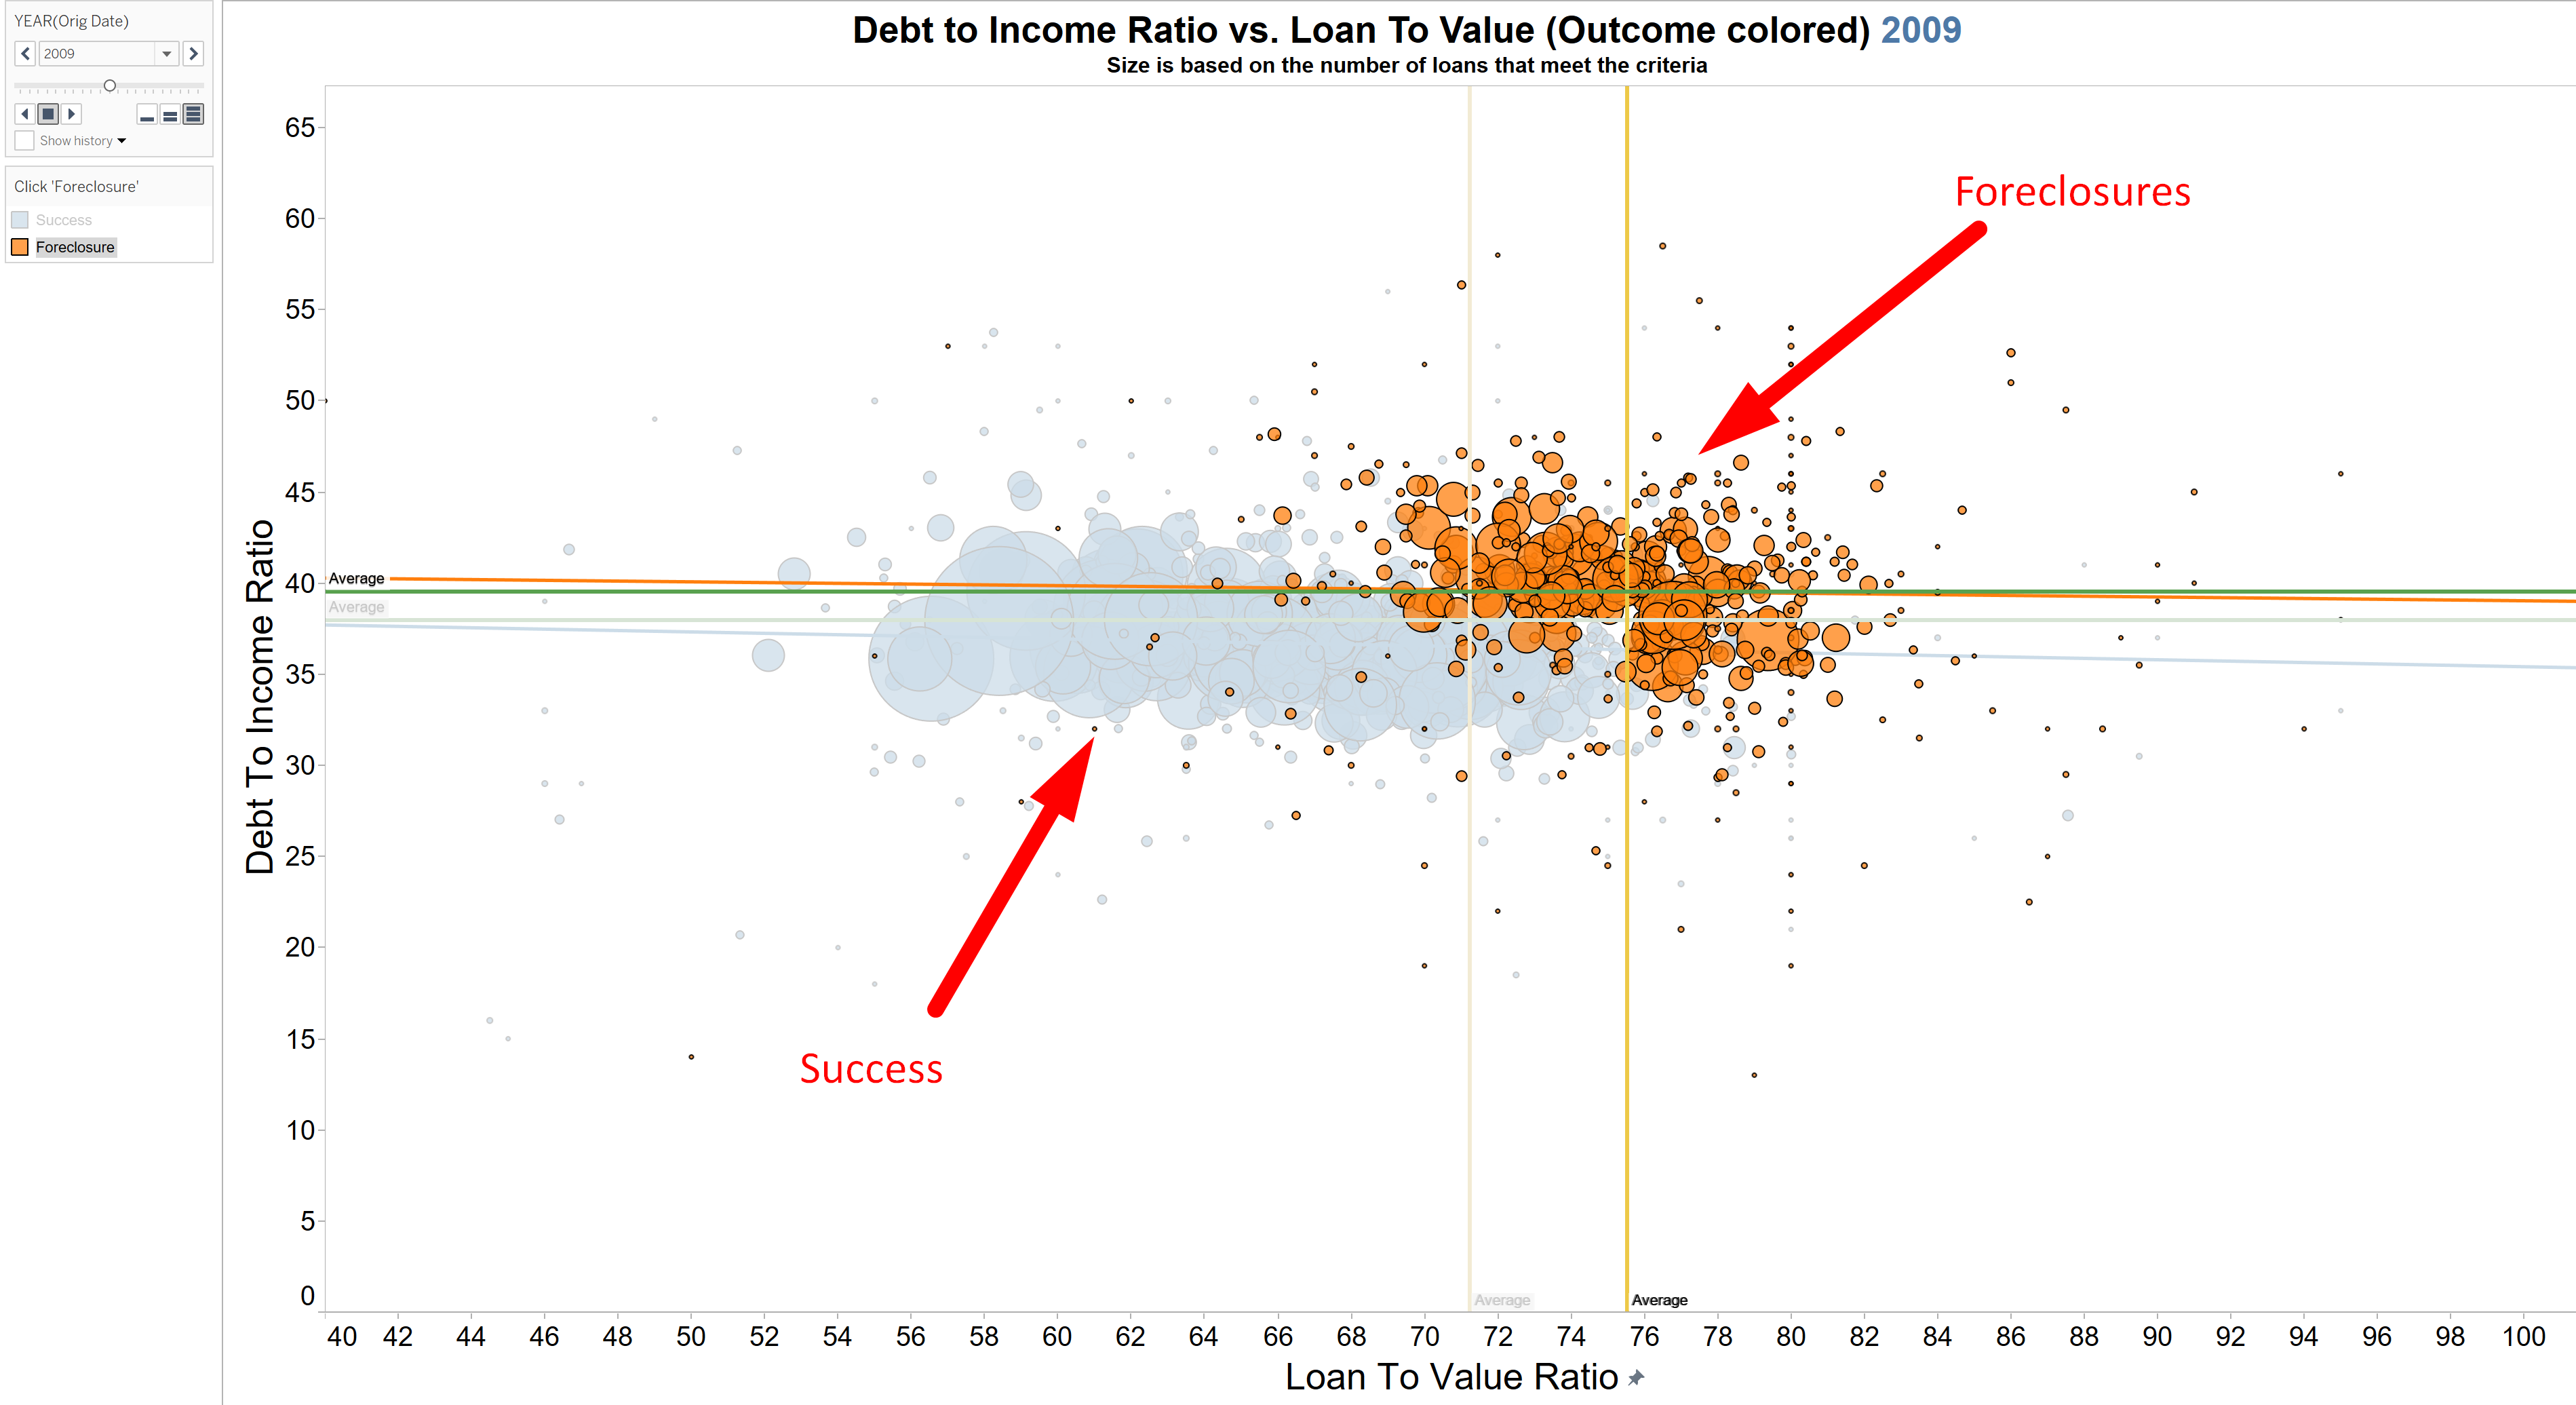 YEAR(Orig Date)
2009
Show history
Click 'Foreclosure'
Success
Foreclosure
Debt to Income Ratio vs. Loan To Value (Outcome colored) 2009
Size is based on the number of loans that meet the criteria
Foreclosures
Success
Debt To Income Ratio
65
60
55
50
45
40
35
30
25
20
15
10
5
0
Average
Average
Average
Average
40 42 44 46 48 50 52 54 56 58 60 62 64 66 68 70 72 74 76 78 80 82 84 86 88 90 92 94 96 98 100
Loan To Value Ratio